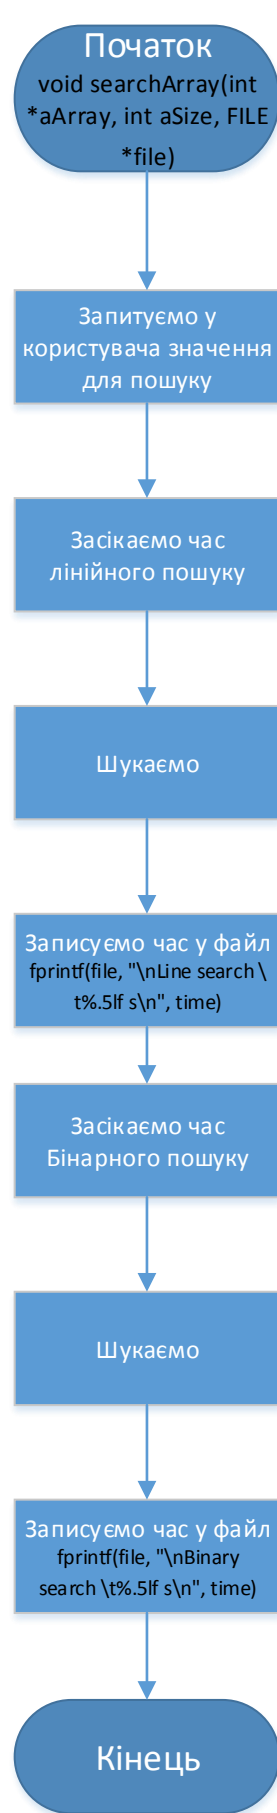 Початок
void searchArray(int
*aArray, int aSize, FILE
*file)
Запитуємо у
користувача значення
для пошуку
Засікаємо час
лінійного пошуку
Шукаємо
Записуємо час у файл
fprintf(file, "\nLine search \
t%.5lf s\n", time)
Засікаємо час
Бінарного пошуку
Шукаємо
Записуємо час у файл
fprintf(file, "\nBinary
search \t%.5lf s\n", time)
Кінець